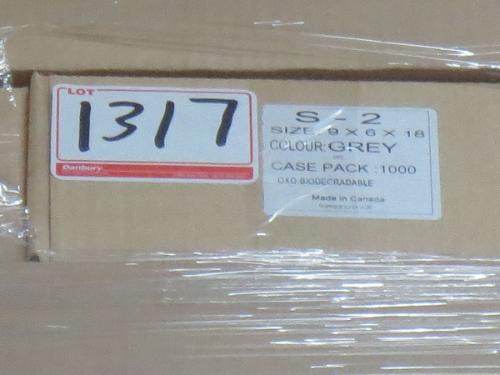 LOT
1317
Danbury
S - 2
SIZE: 9 X 6 X 18
COLOUR: GREY
CASE PACK : 1000
OXO-BIODEGRADABLE
Made in Canada